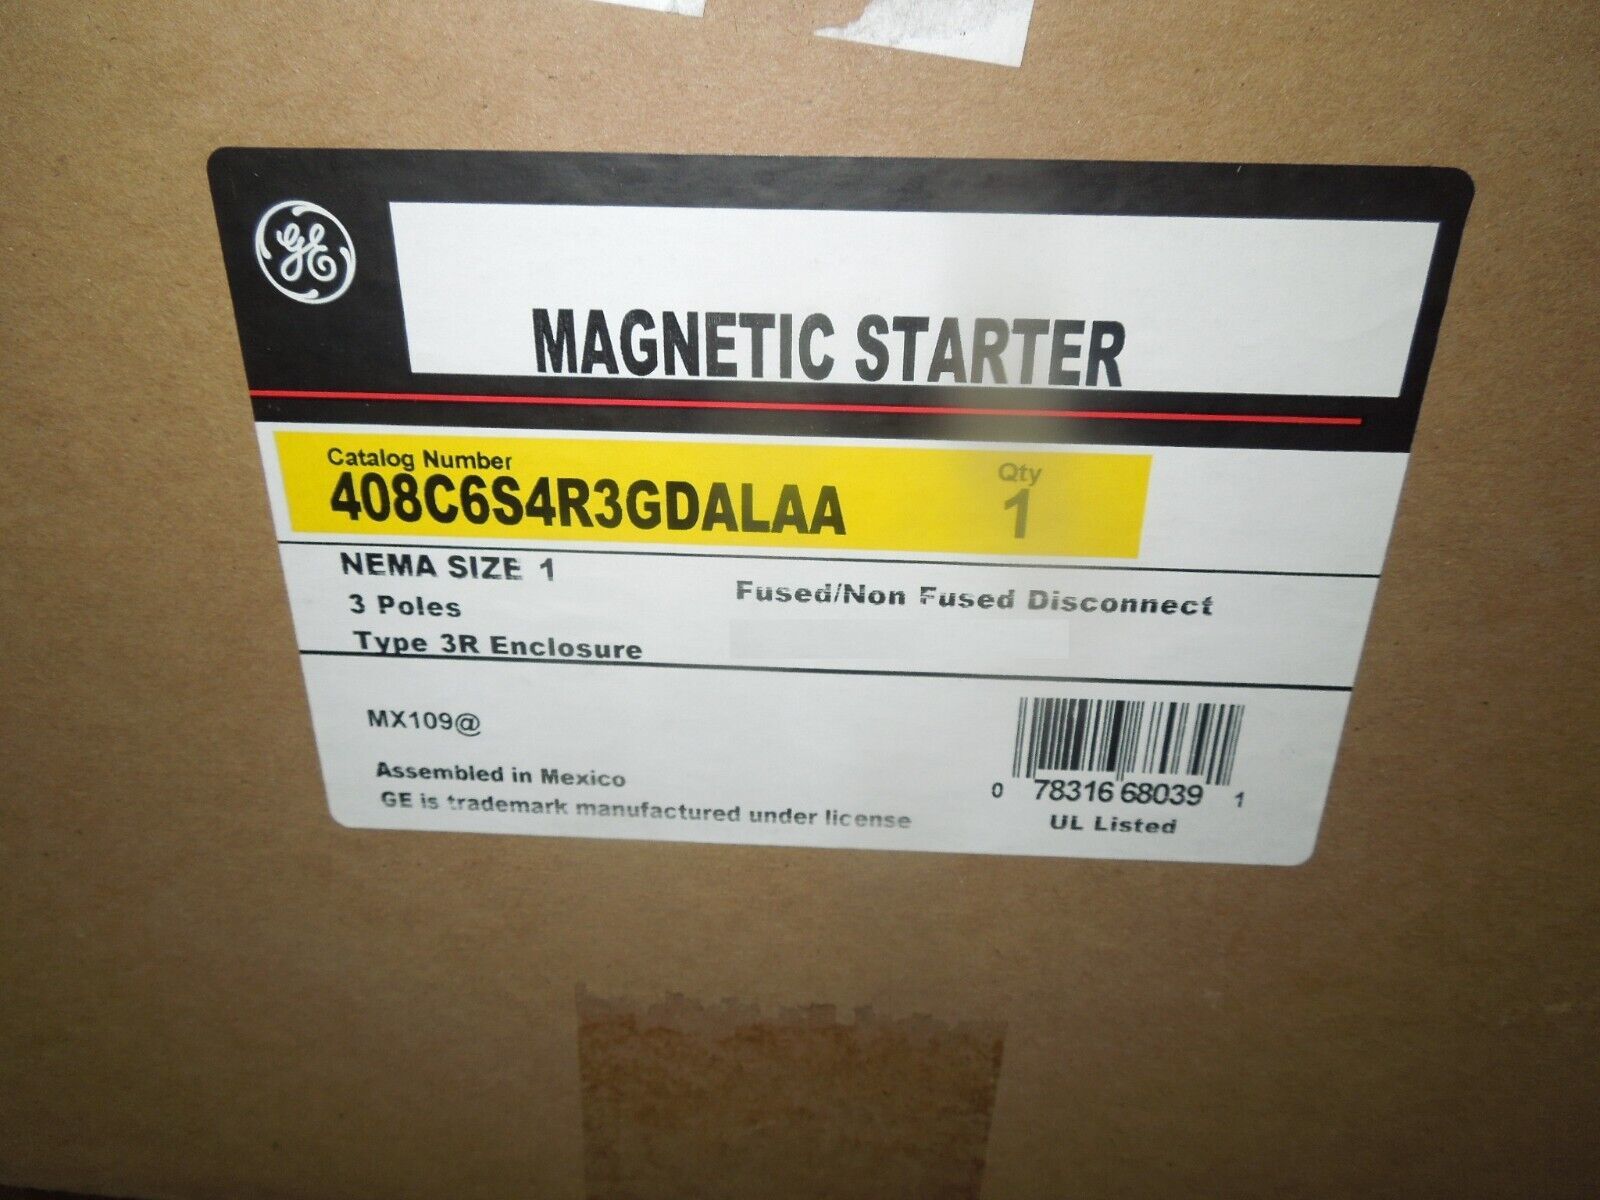 GE
MAGNETIC STARTER
Catalog Number
408C6S4R3GDALAA
Qty
1
NEMA SIZE 1
3 Poles
Type 3R Enclosure
Fused/Non Fused Disconnect
MX109@
Assembled in Mexico
GE is trademark manufactured under license
0 78316 68039 1
UL Listed